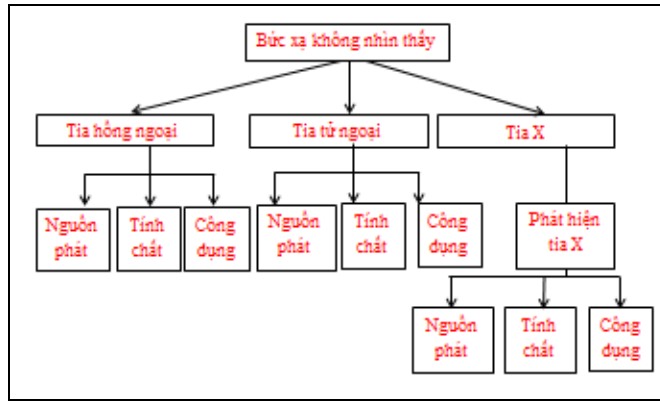 Bức xạ không nhìn thấy
Tia hồng ngoại
Tia tử ngoại
Tia X
Nguồn
phát
Tính
chất
Công
dụng
Nguồn
phát
Tính
chất
Công
dụng
Phát hiện
tia X
Nguồn
phát
Tính
chất
Công
dụng